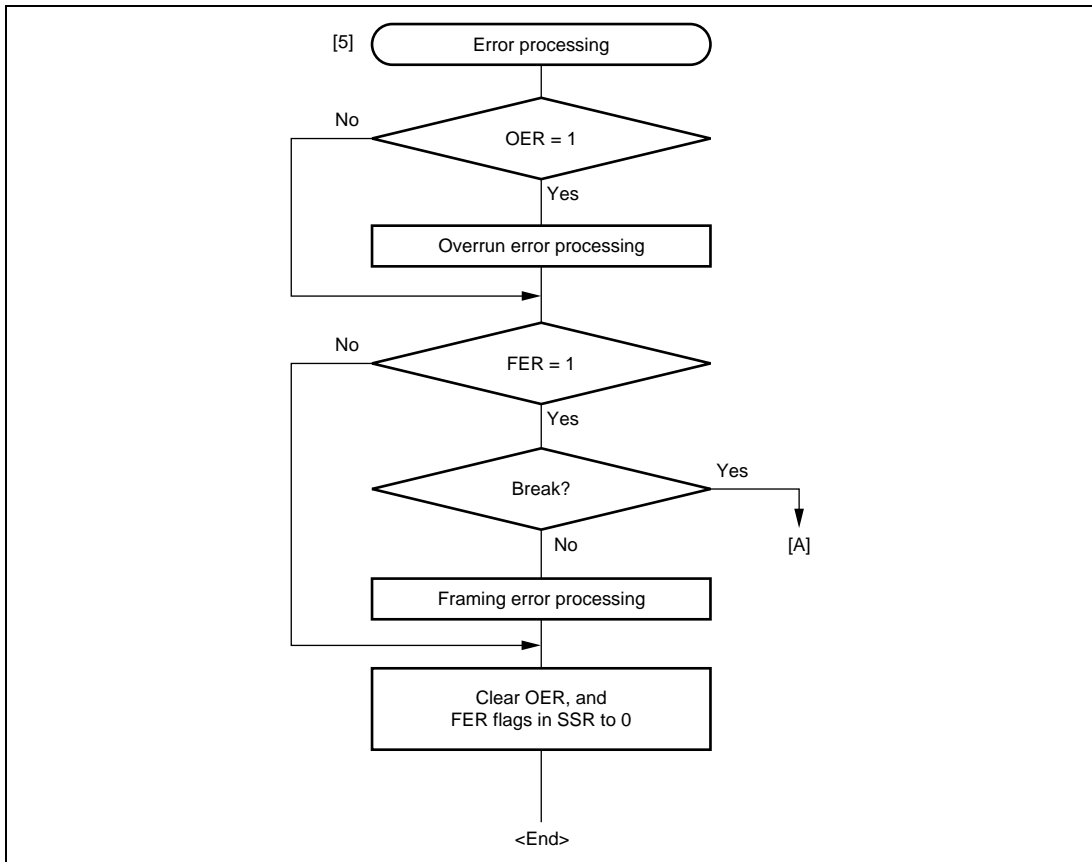 [5]
Error processing
No
OER = 1
Yes
Overrun error processing
No
FER = 1
Yes
Break?
Yes
No
[A]
Framing error processing
Clear OER, and
FER flags in SSR to 0
<End>